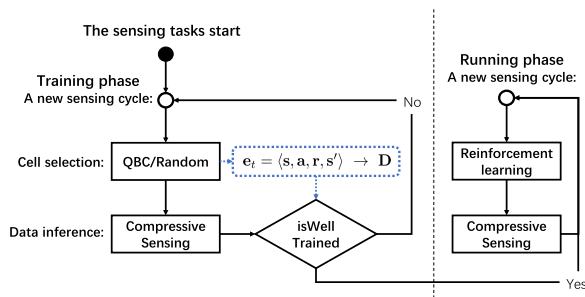 The sensing tasks start
Training phase
A new sensing cycle:
No
Cell selection:
QBC/Random
e_t = ⟨s, a, r, s′⟩ → D
Data inference:
Compressive
Sensing
isWell
Trained
Running phase
A new sensing cycle:
Reinforcement
learning
Compressive
Sensing
Yes